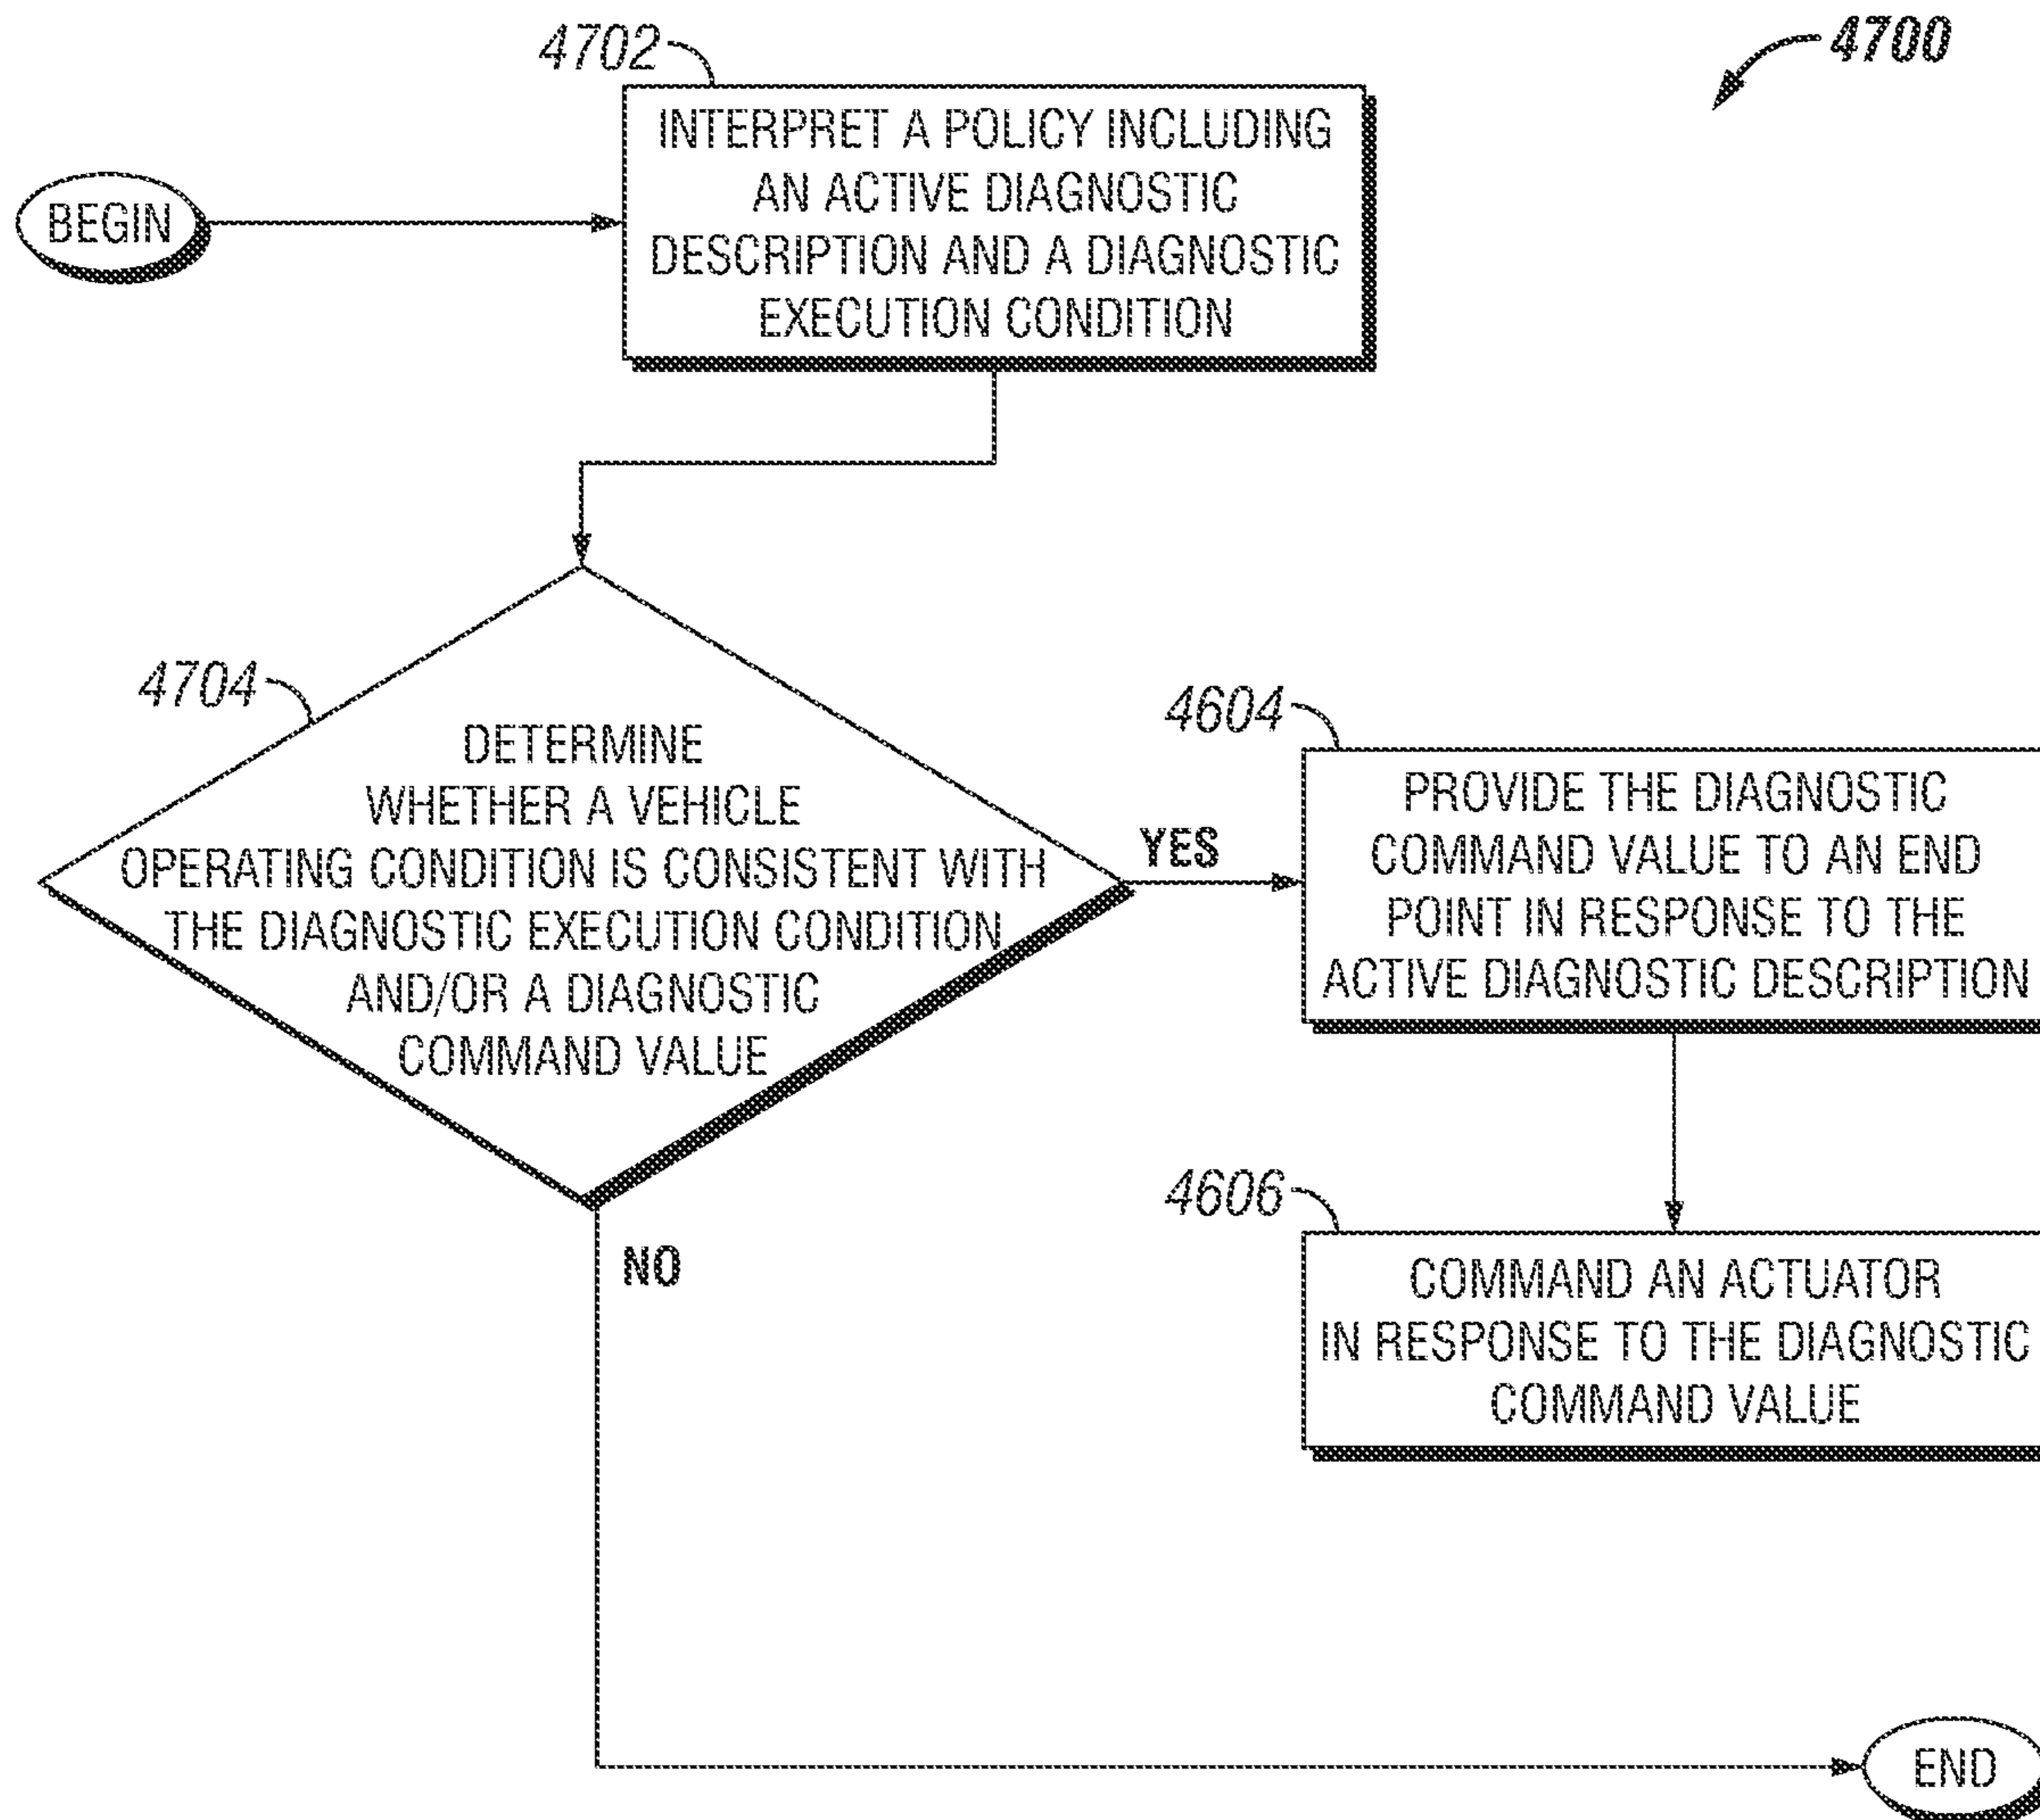 4700
4702
INTERPRET A POLICY INCLUDING
AN ACTIVE DIAGNOSTIC
DESCRIPTION AND A DIAGNOSTIC
EXECUTION CONDITION
BEGIN
4704
DETERMINE
WHETHER A VEHICLE
OPERATING CONDITION IS CONSISTENT WITH
THE DIAGNOSTIC EXECUTION CONDITION
AND/OR A DIAGNOSTIC
COMMAND VALUE
YES
4604
PROVIDE THE DIAGNOSTIC
COMMAND VALUE TO AN END
POINT IN RESPONSE TO THE
ACTIVE DIAGNOSTIC DESCRIPTION
4606
COMMAND AN ACTUATOR
IN RESPONSE TO THE DIAGNOSTIC
COMMAND VALUE
NO
END